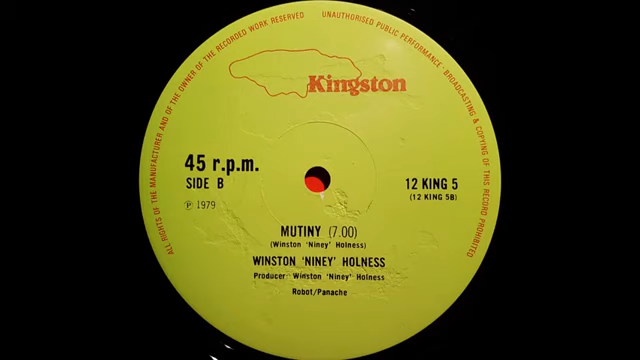 ALL RIGHTS OF THE MANUFACTURER AND OF THE OWNER OF THE RECORDED WORK RESERVED
UNAUTHORISED PUBLIC PERFORMANCE · BROADCASTING & COPYING OF THIS RECORD PROHIBITED
Kingston
45 r.p.m.
SIDE B
12 KING 5
(12 KING 5B)
℗ 1979
MUTINY (7.00)
(Winston 'Niney' Holness)
WINSTON 'NINEY' HOLNESS
Producer: Winston 'Niney' Holness
Robot/Panache